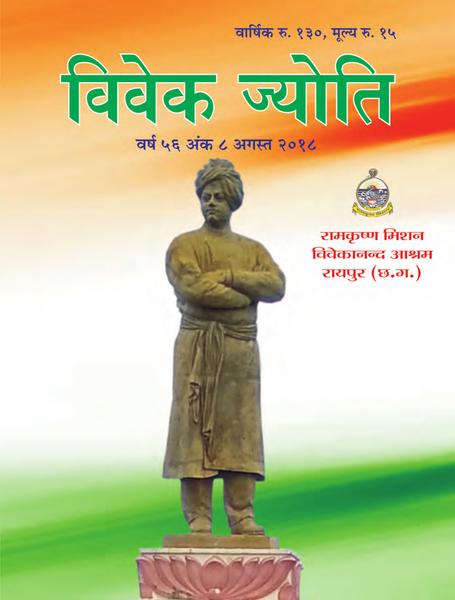 वार्षिक रु. १३०, मूल्य रु. १५
विवेक ज्योति
वर्ष ५६ अंक ८ अगस्त २०१८
रामकृष्ण मिशन
विवेकानन्द आश्रम
रायपुर (छ.ग.)